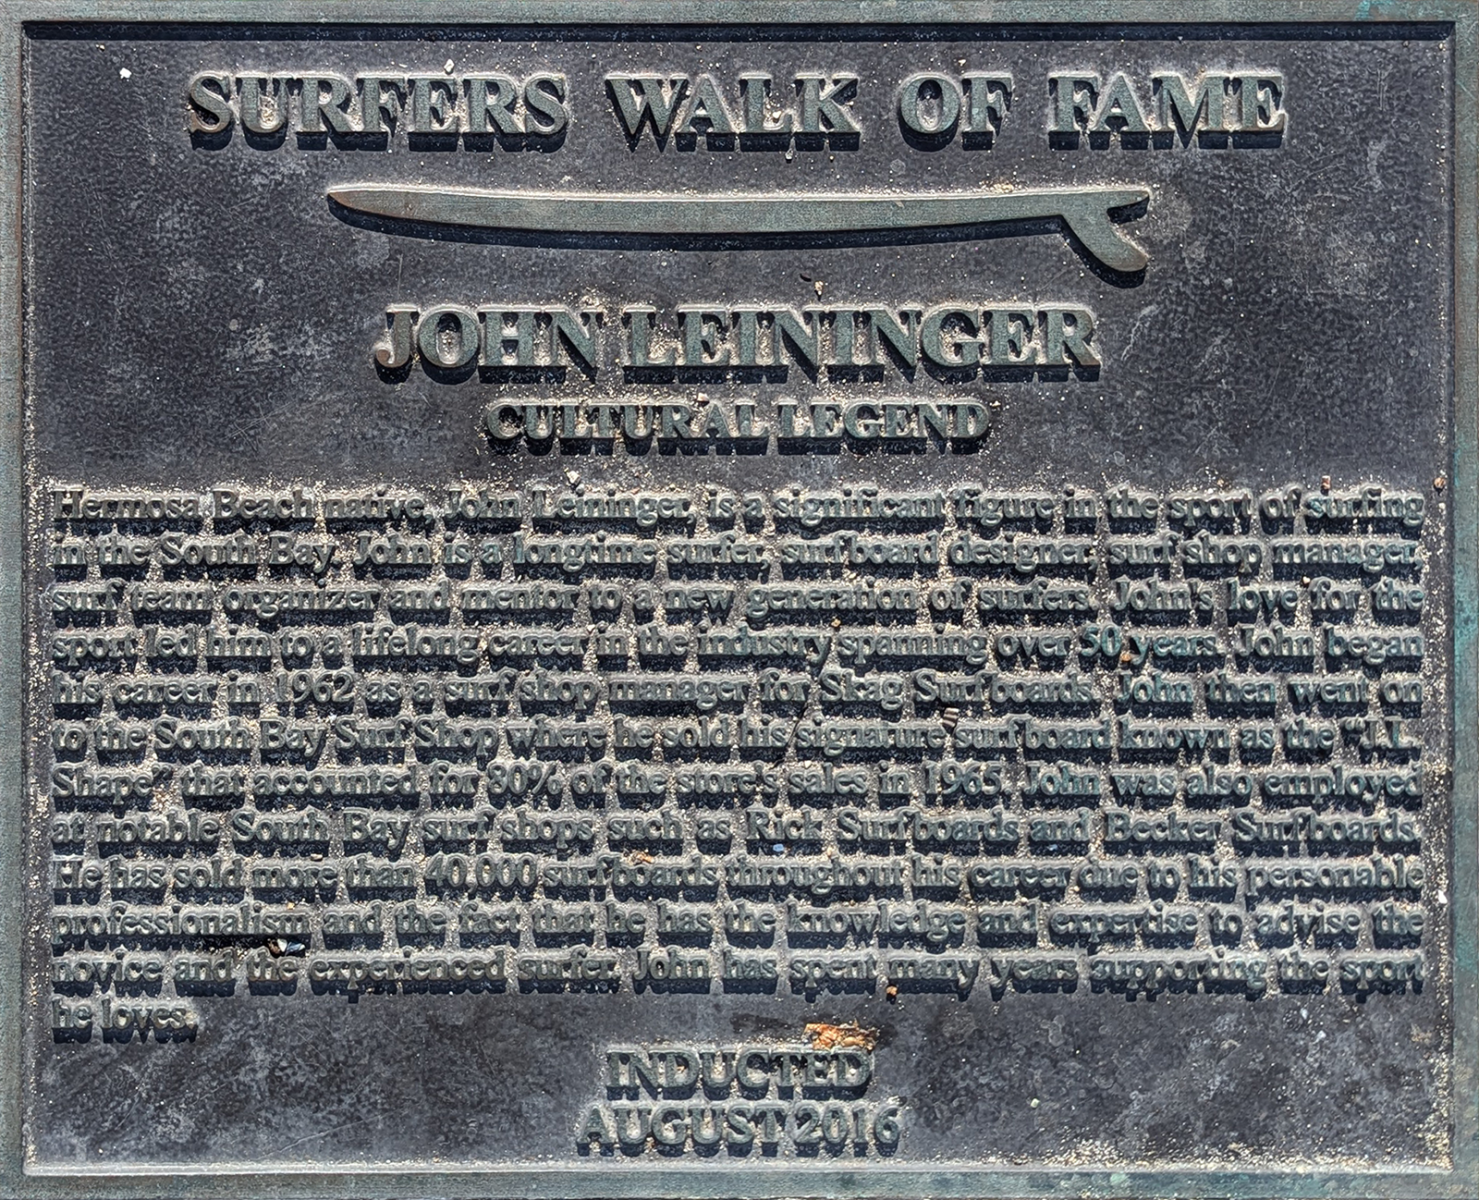 SURFERS WALK OF FAME
JOHN LEININGER
CULTURAL LEGEND
Hermosa Beach native, John Leininger, is a significant figure in the sport of surfing
in the South Bay. John is a longtime surfer, surfboard designer, surf shop manager,
surf team organizer and mentor to a new generation of surfers. John's love for the
sport led him to a lifelong career in the industry spanning over 50 years. John began
his career in 1962 as a surf shop manager for Skag Surfboards. John then went on
to the South Bay Surf Shop where he sold his signature surfboard known as the "J.L.
Shape" that accounted for 80% of the store's sales in 1965. John was also employed
at notable South Bay surf shops such as Rick Surfboards and Becker Surfboards.
He has sold more than 40,000 surfboards throughout his career due to his personable
professionalism and the fact that he has the knowledge and expertise to advise the
novice and the experienced surfer. John has spent many years supporting the sport
he loves.
INDUCTED
AUGUST 2016